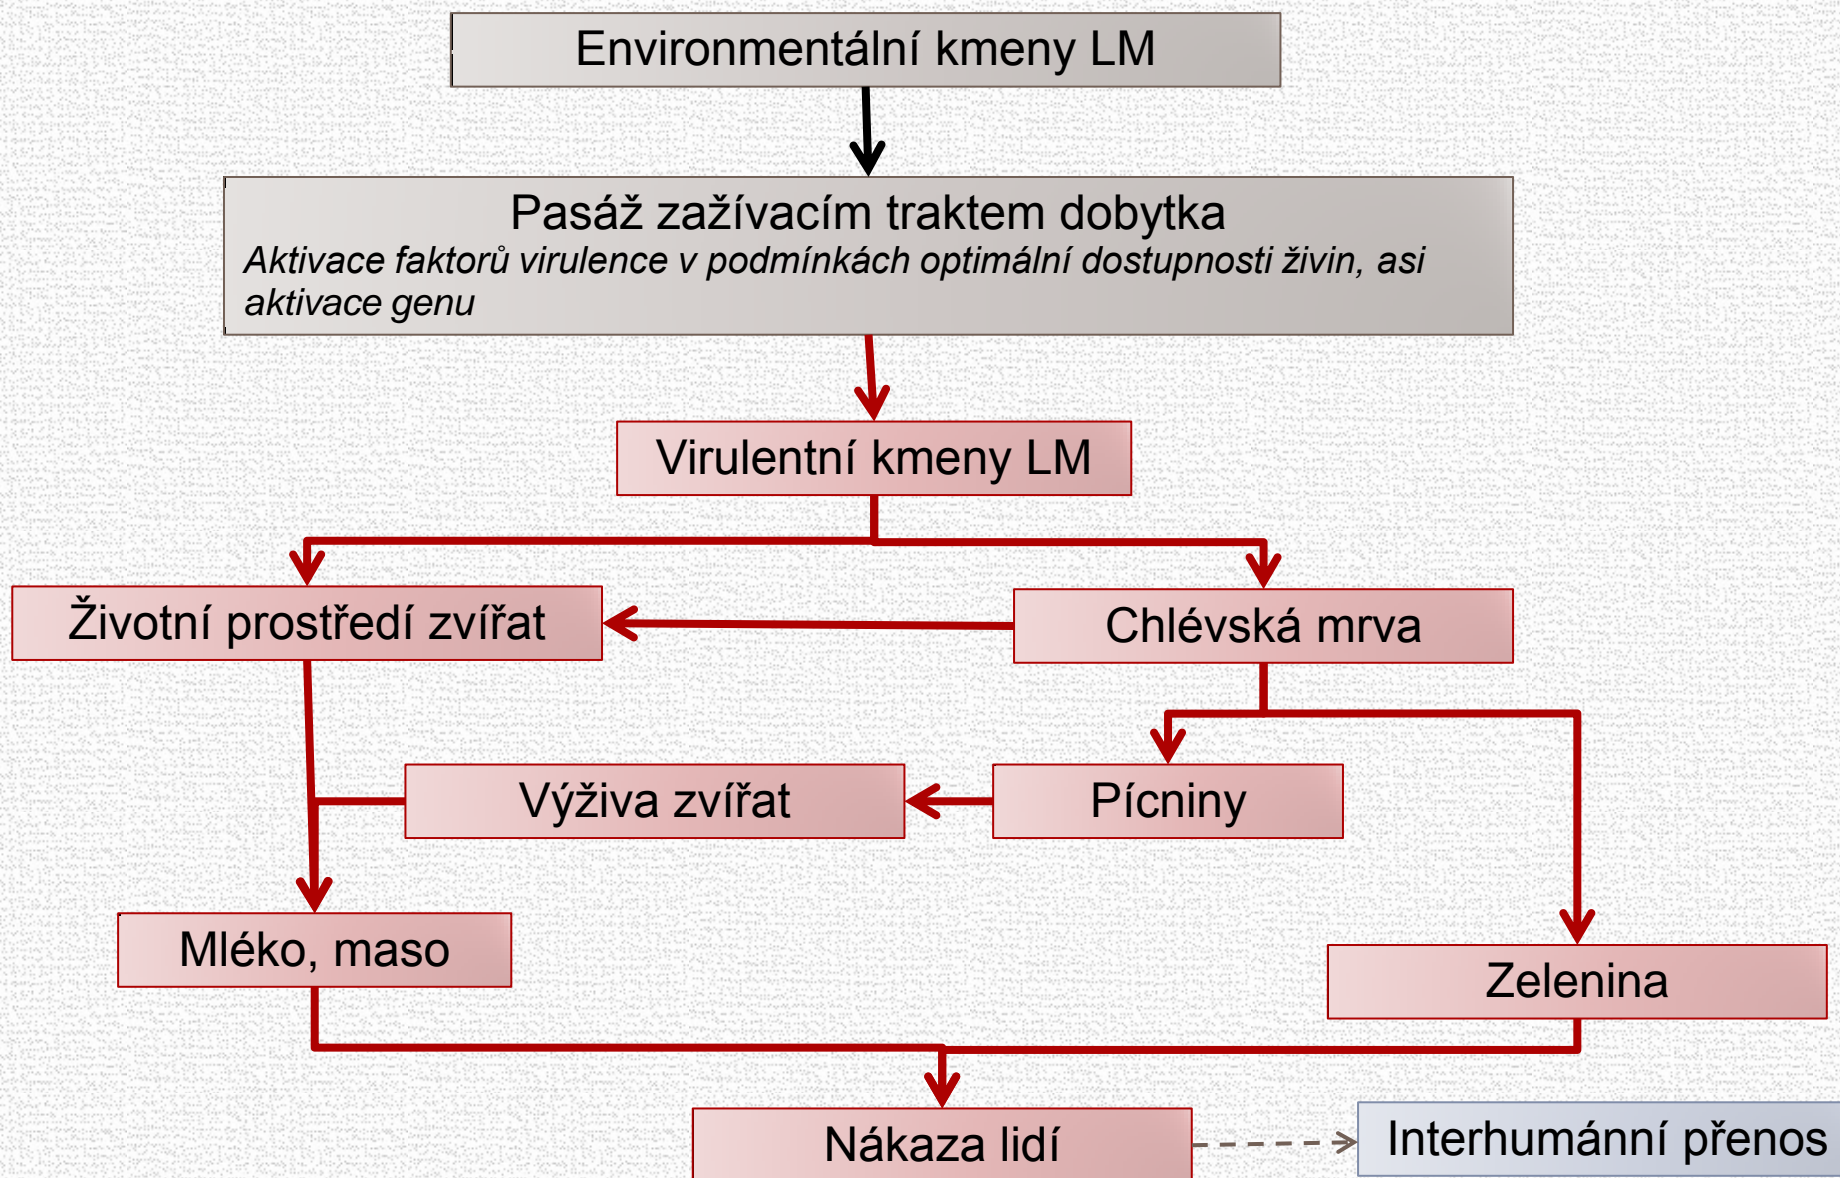 Environmentální kmeny LM
Pasáž zažívacím traktem dobytka
Aktivace faktorů virulence v podmínkách optimální dostupnosti živin, asi
aktivace genu
Virulentní kmeny LM
Životní prostředí zvířat
Chlévská mrva
Výživa zvířat
Pícniny
Mléko, maso
Zelenina
Nákaza lidí
Interhumánní přenos